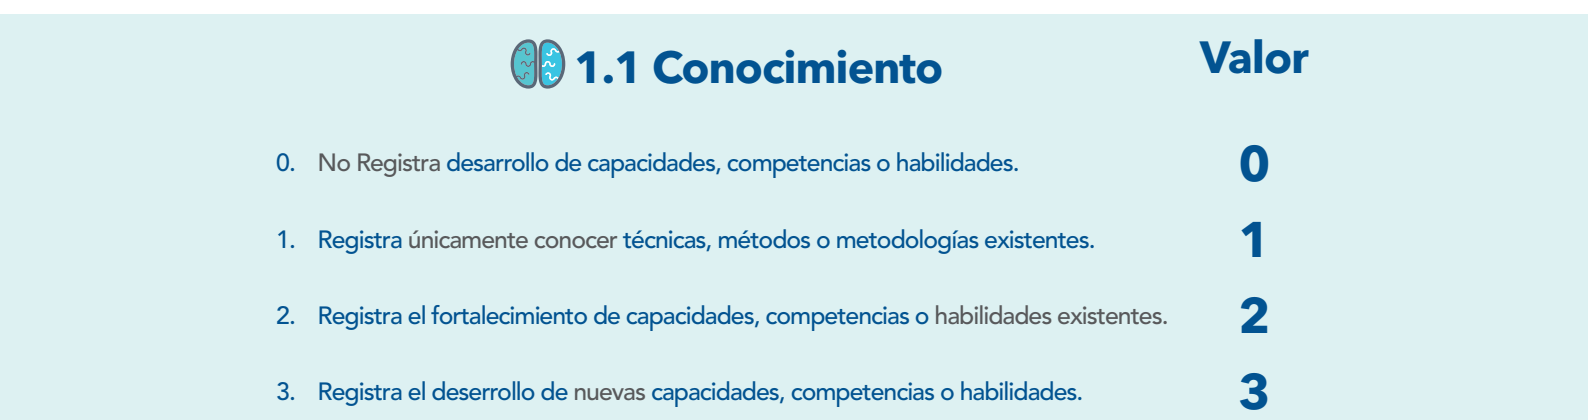 1.1 Conocimiento Valor
0. No Registra desarrollo de capacidades, competencias o habilidades. 0
1. Registra únicamente conocer técnicas, métodos o metodologías existentes. 1
2. Registra el fortalecimiento de capacidades, competencias o habilidades existentes. 2
3. Registra el deserrollo de nuevas capacidades, competencias o habilidades. 3